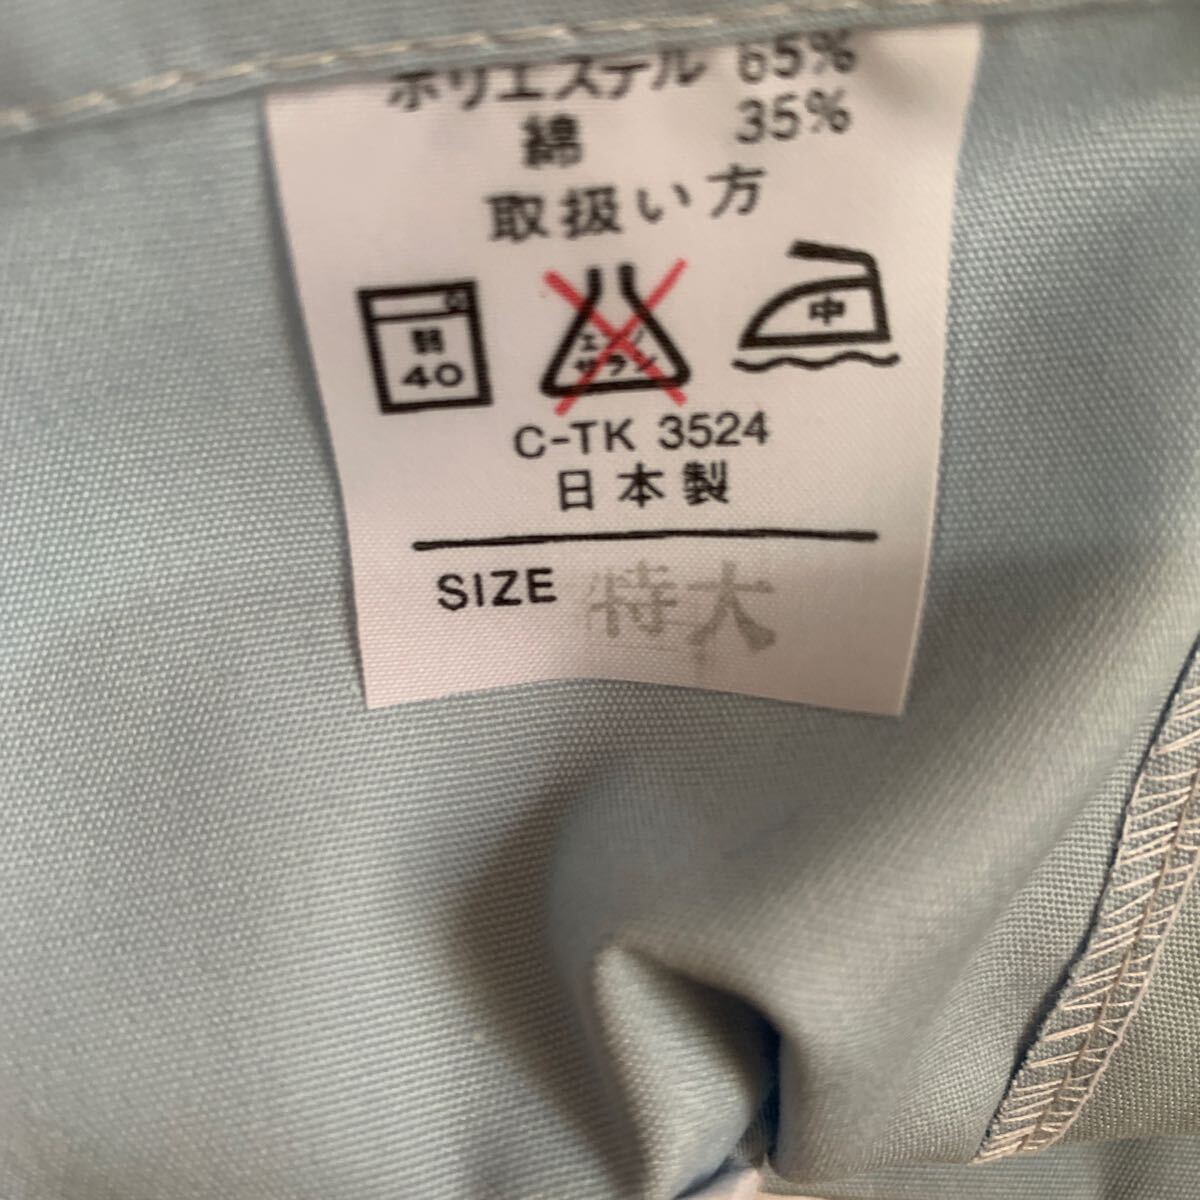 ポリエステル 65%
綿 35%
取扱い方
弱
40
エンソ
サラシ
中
C-TK 3524
日本製
SIZE 特大